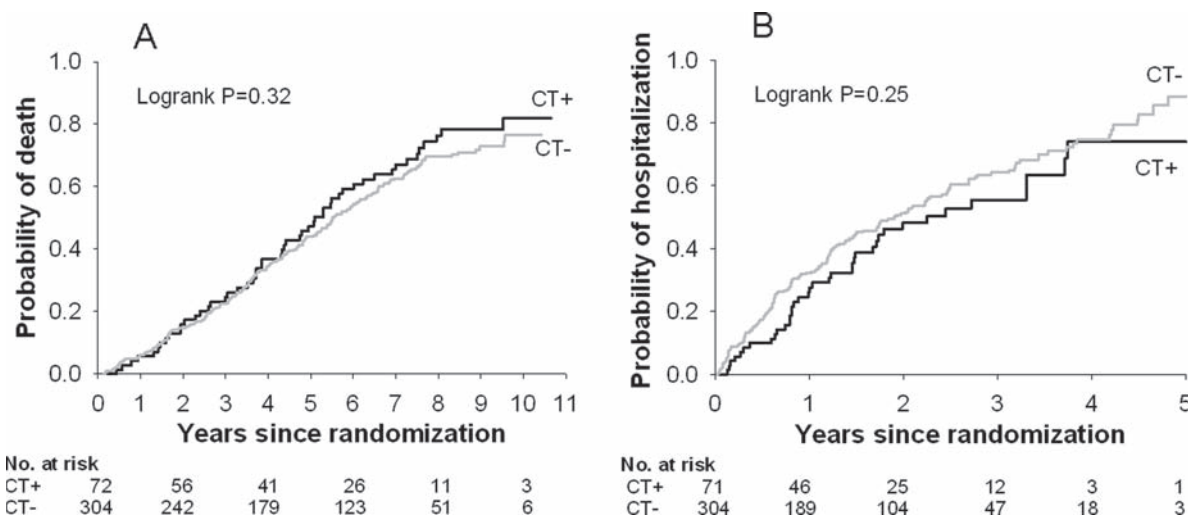 A
Probability of death
1.0
0.8
0.6
0.4
0.2
0.0
Logrank P=0.32
CT+
CT-
0 1 2 3 4 5 6 7 8 9 10 11
Years since randomization
No. at risk
CT+ 72 56 41 26 11 3
CT- 304 242 179 123 51 6
B
Probability of hospitalization
1.0
0.8
0.6
0.4
0.2
0.0
Logrank P=0.25
CT-
CT+
0 1 2 3 4 5
Years since randomization
No. at risk
CT+ 71 46 25 12 3 1
CT- 304 189 104 47 18 3